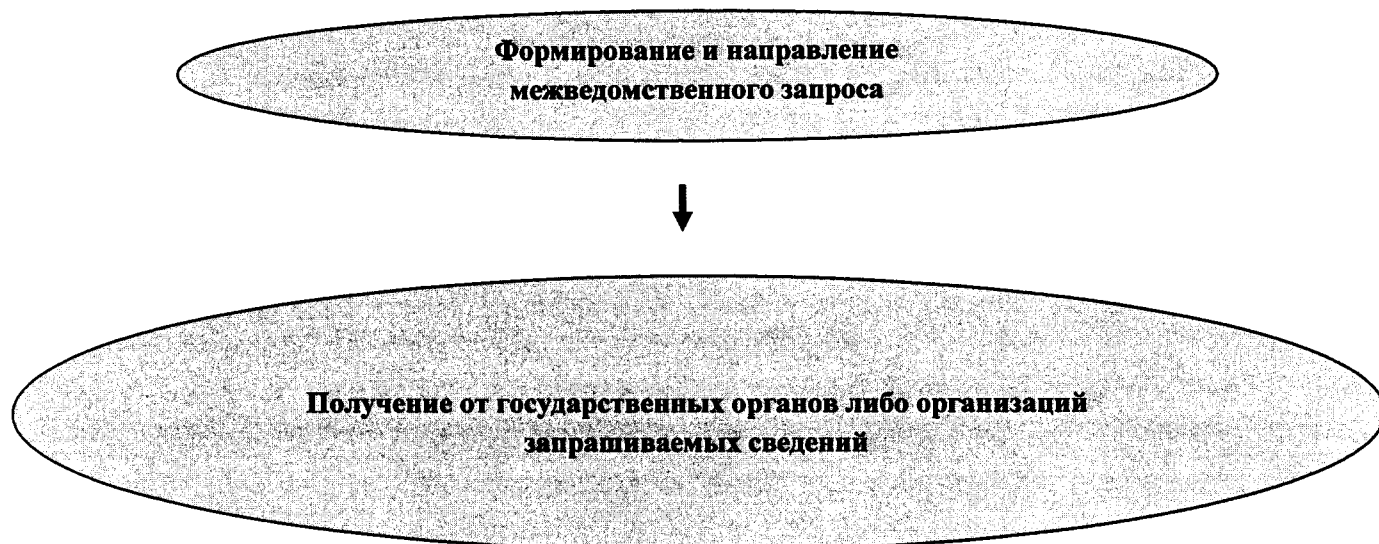 Формирование и направление
межведомственного запроса
Получение от государственных органов либо организаций
запрашиваемых сведений